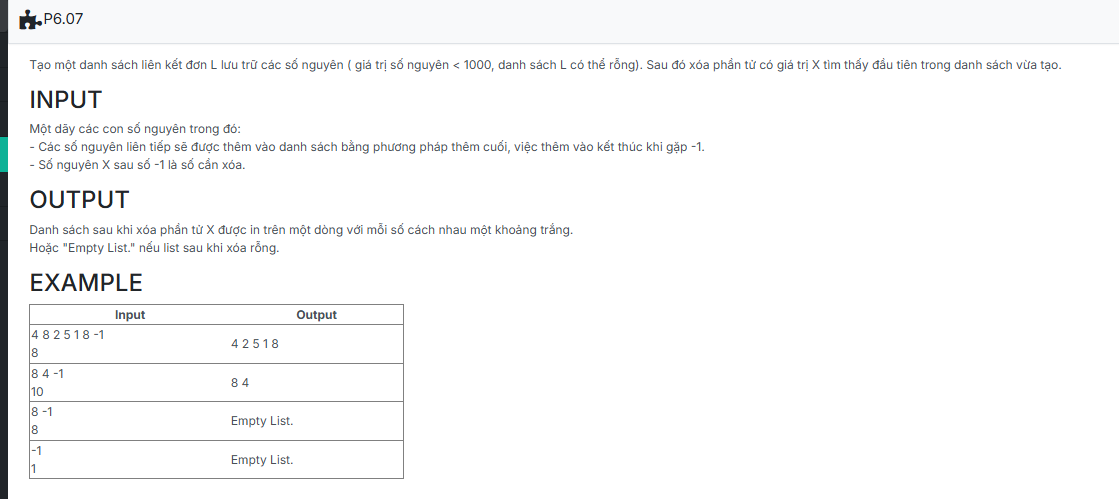 P6.07
Tạo một danh sách liên kết đơn L lưu trữ các số nguyên ( giá trị số nguyên < 1000, danh sách L có thể rỗng). Sau đó xóa phần tử có giá trị X tìm thấy đầu tiên trong danh sách vừa tạo.
INPUT
Một dãy các con số nguyên trong đó:
- Các số nguyên liên tiếp sẽ được thêm vào danh sách bằng phương pháp thêm cuối, việc thêm vào kết thúc khi gặp -1.
- Số nguyên X sau số -1 là số cần xóa.
OUTPUT
Danh sách sau khi xóa phần tử X được in trên một dòng với mỗi số cách nhau một khoảng trắng.
Hoặc "Empty List." nếu list sau khi xóa rỗng.
EXAMPLE
Input Output
4 8 2 5 1 8 -1
8
4 2 5 1 8
8 4 -1
10
8 4
8 -1
8
Empty List.
-1
1
Empty List.